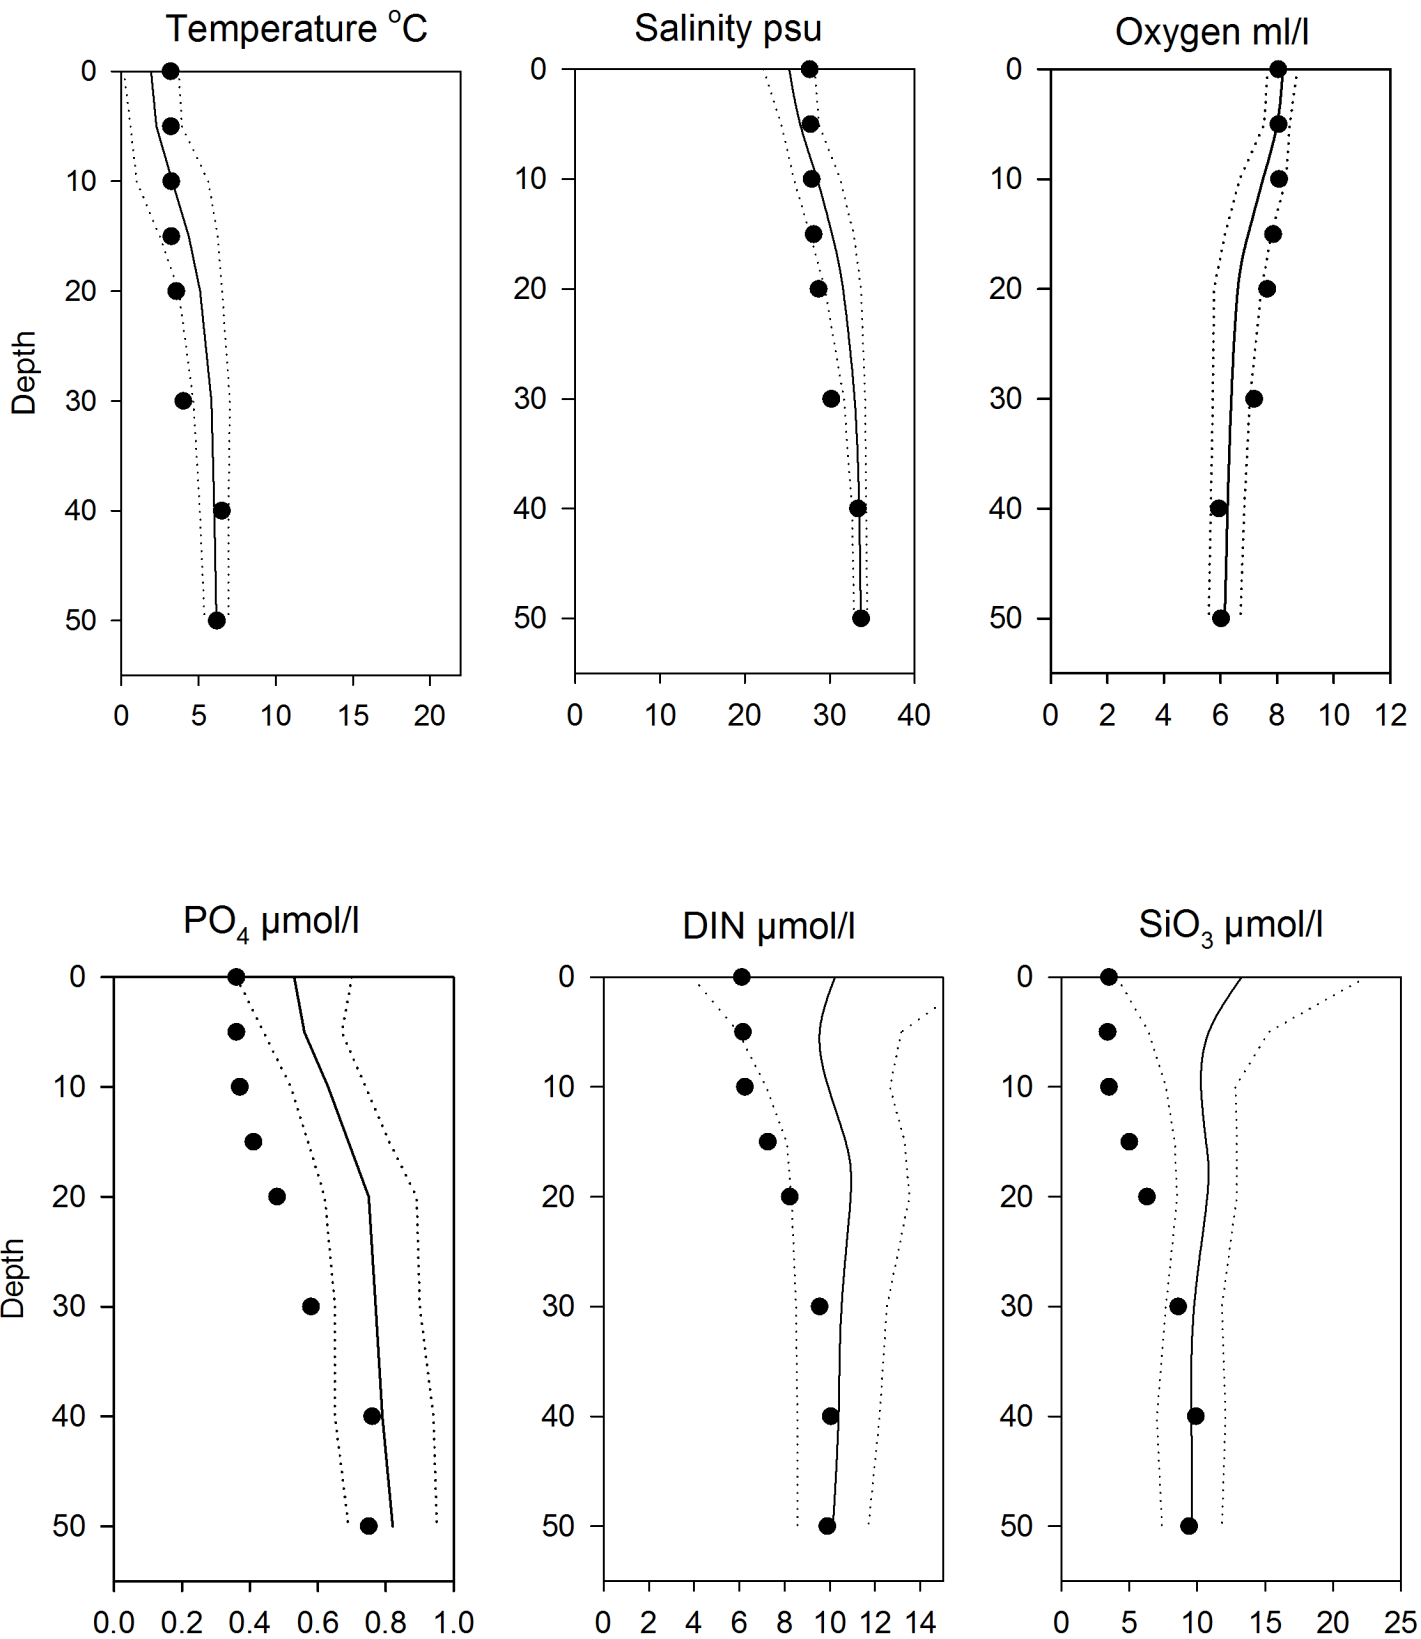 Temperature °C
Salinity psu
Oxygen ml/l
Depth
0
10
20
30
40
50
0 5 10 15 20
0
10
20
30
40
50
0 10 20 30 40
0
10
20
30
40
50
0 2 4 6 8 10 12
PO4 µmol/l
DIN µmol/l
SiO3 µmol/l
Depth
0
10
20
30
40
50
0.0 0.2 0.4 0.6 0.8 1.0
0
10
20
30
40
50
0 2 4 6 8 10 12 14
0
10
20
30
40
50
0 5 10 15 20 25